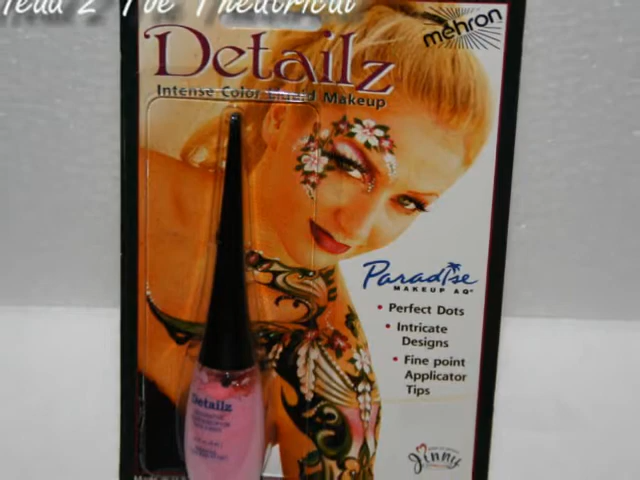 Head 2 Toe Theatrical
mehron
Detailz
Intense Color Liquid Makeup
Paradise
MAKEUP AQ
• Perfect Dots
• Intricate
Designs
• Fine point
Applicator
Tips
Detailz
Jinny